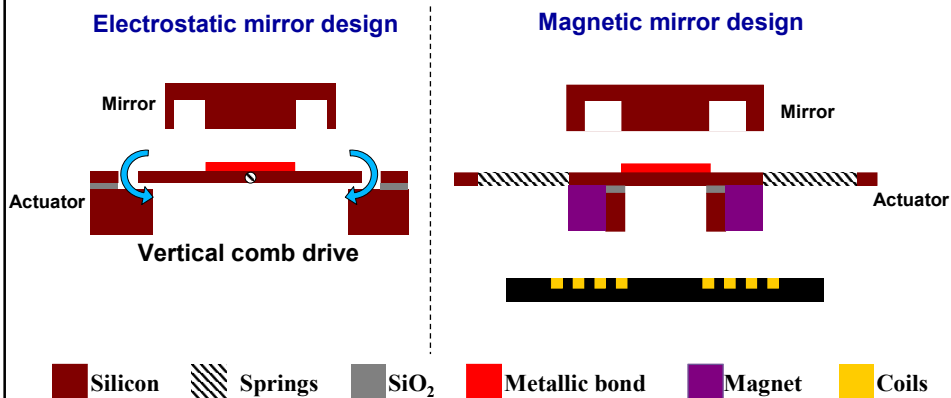 Electrostatic mirror design
Mirror
Actuator
Vertical comb drive
Magnetic mirror design
Mirror
Actuator
Silicon Springs SiO₂ Metallic bond Magnet Coils